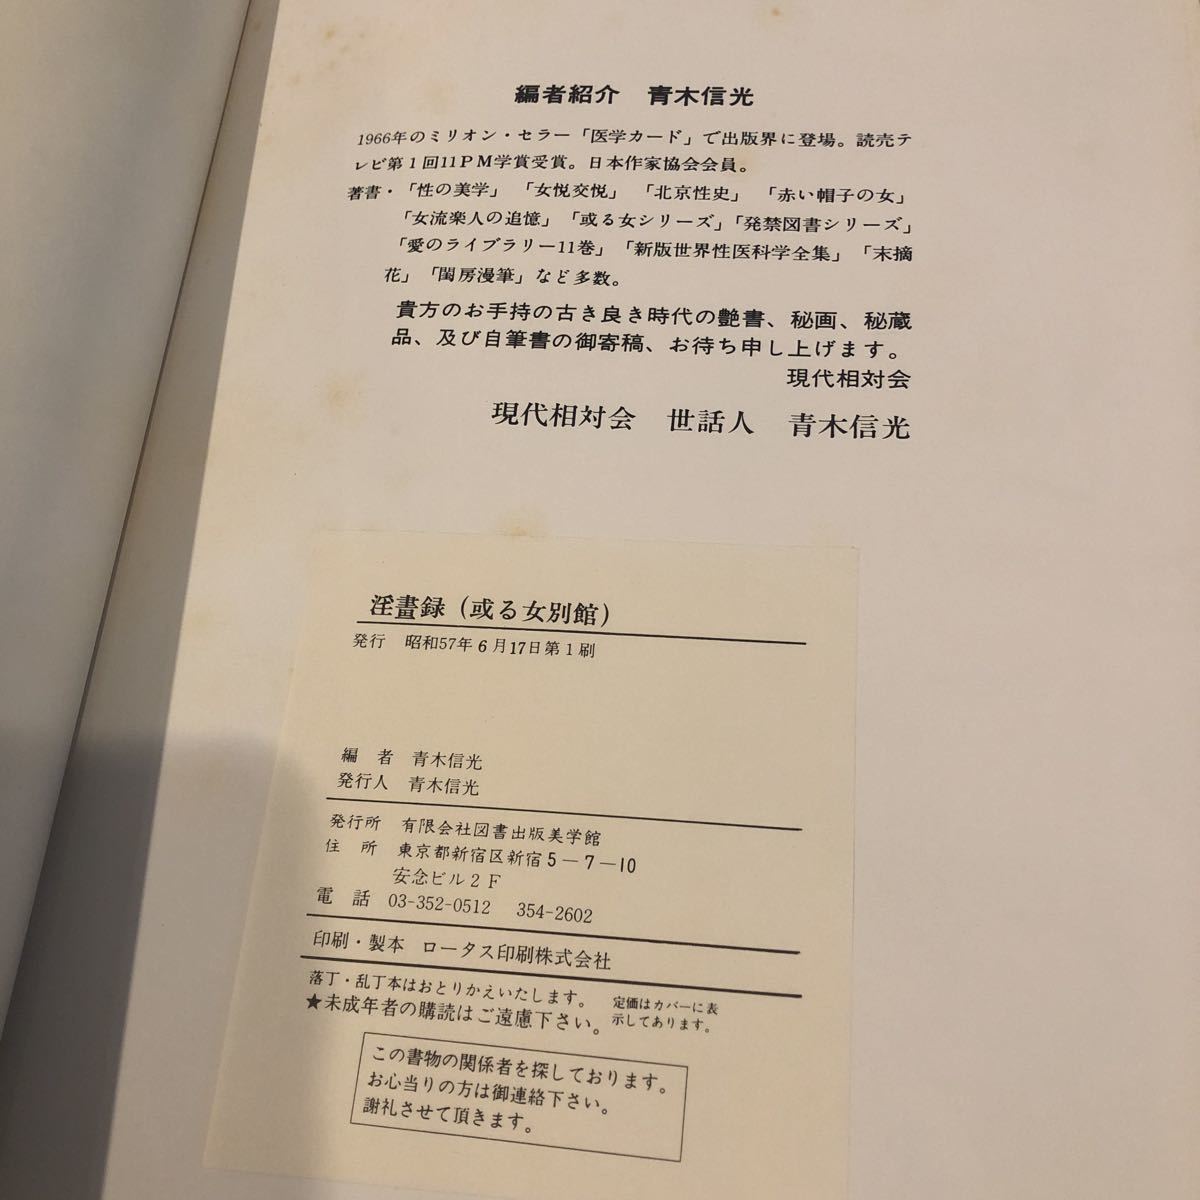 編者紹介　青木信光
1966年のミリオン・セラー「医学カード」で出版界に登場。読売テ
レビ第1回11PM学賞受賞。日本作家協会会員。
著書・「性の美学」「女悦交悦」「北京性史」「赤い帽子の女」
「女流楽人の追憶」「或る女シリーズ」「発禁図書シリーズ」
「愛のライブラリー11巻」「新版世界性医科学全集」「末摘
花」「閨房漫筆」など多数。
貴方のお手持の古き良き時代の艶書、秘画、秘蔵
品、及び自筆書の御寄稿、お待ち申し上げます。
現代相対会
現代相対会　世話人　青木信光
淫畫録（或る女別館）
発行　昭和57年6月17日第1刷
編　者　青木信光
発行人　青木信光
発行所　有限会社図書出版美学館
住　所　東京都新宿区新宿5－7－10
安念ビル2F
電　話　03-352-0512　354-2602
印刷・製本　ロータス印刷株式会社
落丁・乱丁本はおとりかえいたします。
★未成年者の購読はご遠慮下さい。
定価はカバーに表
示してあります。
この書物の関係者を探しております。
お心当りの方は御連絡下さい。
謝礼させて頂きます。